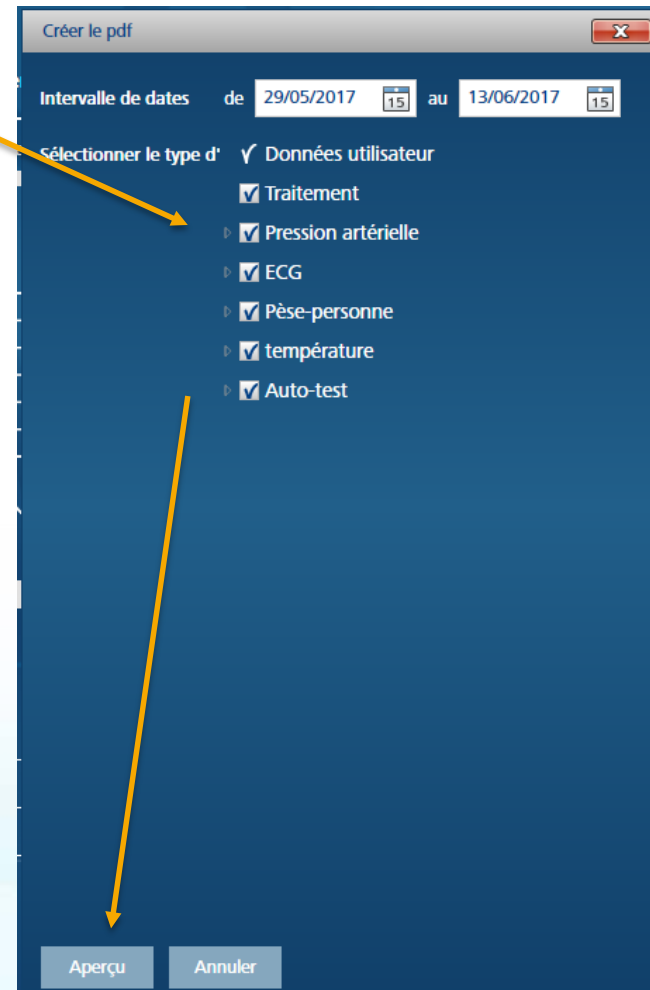 Créer le pdf
Intervalle de dates de 29/05/2017 15 au 13/06/2017 15
Sélectionner le type d' Données utilisateur
Traitement
Pression artérielle
ECG
Pèse-personne
température
Auto-test
Aperçu Annuler